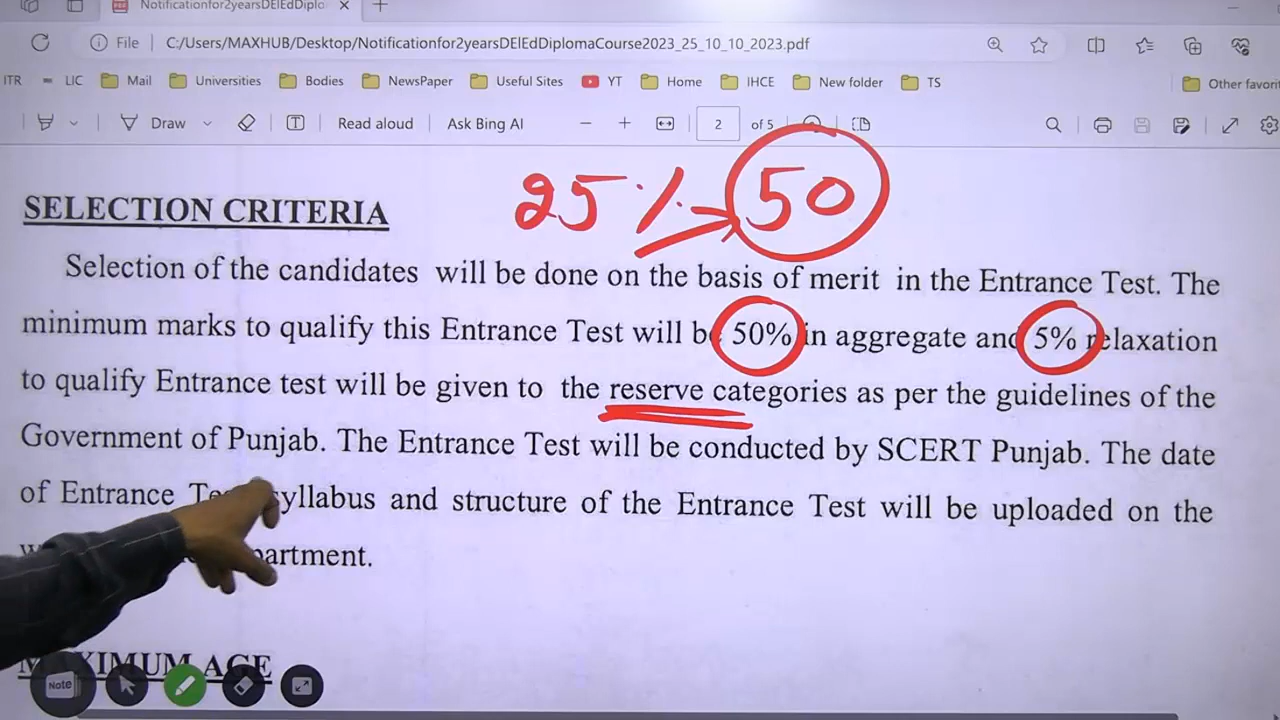 NotificationforZyearsDElEdDiplo
File C:/Users/MAXHUB/Desktop/Notificationfor2yearsDElEdDiplomaCourse2023_25_10_10_2023.pdf
ITR LIC Mail Universities Bodies NewsPaper Useful Sites YT Home IHCE New folder TS Other favori
Draw Read aloud Ask Bing AI 2 of 5
25% 50
SELECTION CRITERIA
Selection of the candidates will be done on the basis of merit in the Entrance Test. The
minimum marks to qualify this Entrance Test will be 50% in aggregate and 5% relaxation
to qualify Entrance test will be given to the reserve categories as per the guidelines of the
Government of Punjab. The Entrance Test will be conducted by SCERT Punjab. The date
of Entrance syllabus and structure of the Entrance Test will be uploaded on the
partment.
MAXIMUM AGE
Note